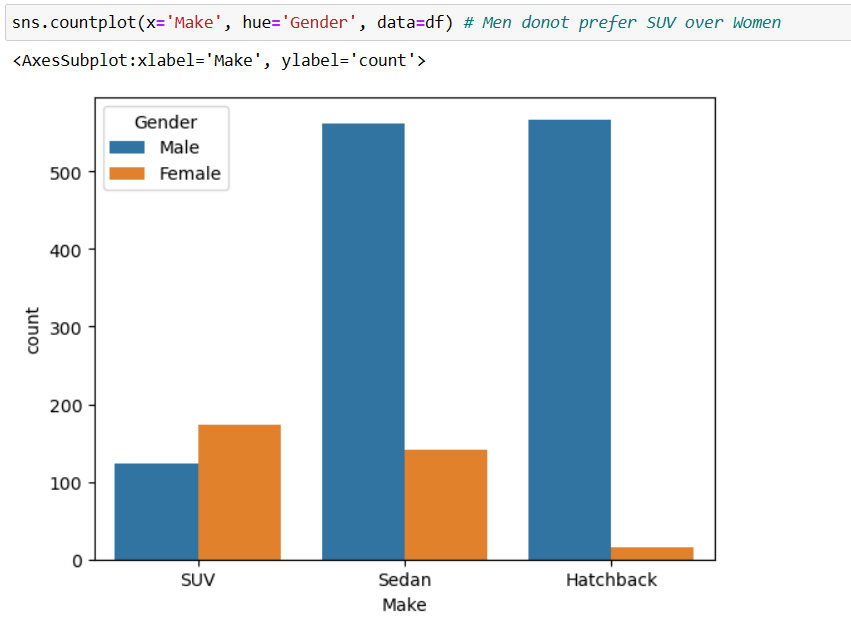 sns.countplot(x='Make', hue='Gender', data=df) # Men donot prefer SUV over Women
<AxesSubplot:xlabel='Make', ylabel='count'>
Gender
Male
Female
500
400
300
200
100
0
count
SUV Sedan Hatchback
Make